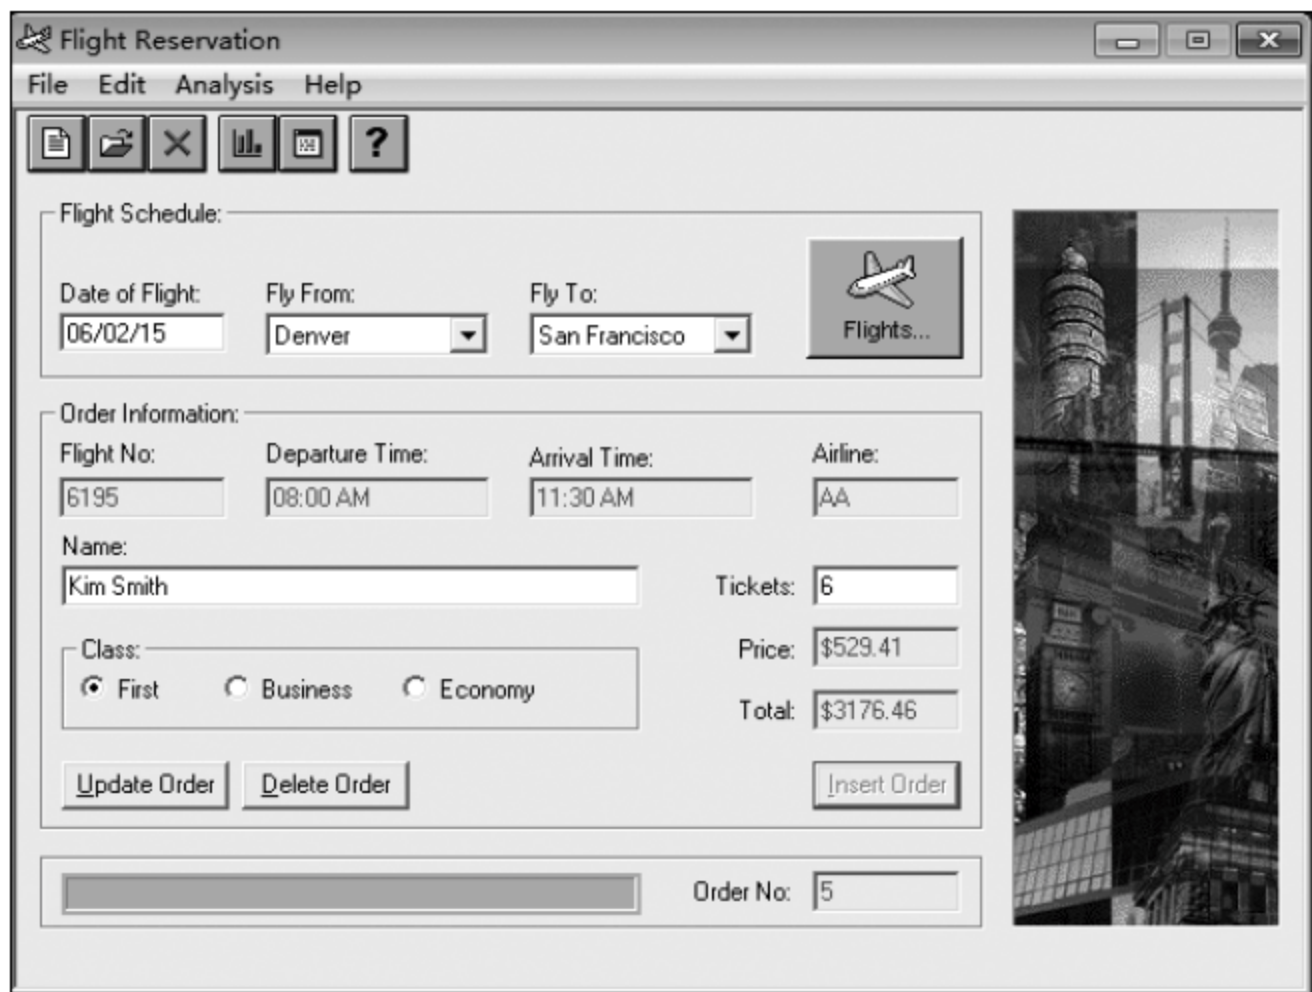 Flight Reservation
File Edit Analysis Help
?
Flight Schedule:
Date of Flight: Fly From: Fly To:
06/02/15 Denver San Francisco Flights...
Order Information:
Flight No: Departure Time: Arrival Time: Airline:
6195 08:00 AM 11:30 AM AA
Name:
Kim Smith Tickets: 6
Class: Price: $529.41
First Business Economy
Total: $3176.46
Update Order Delete Order Insert Order
Order No: 5